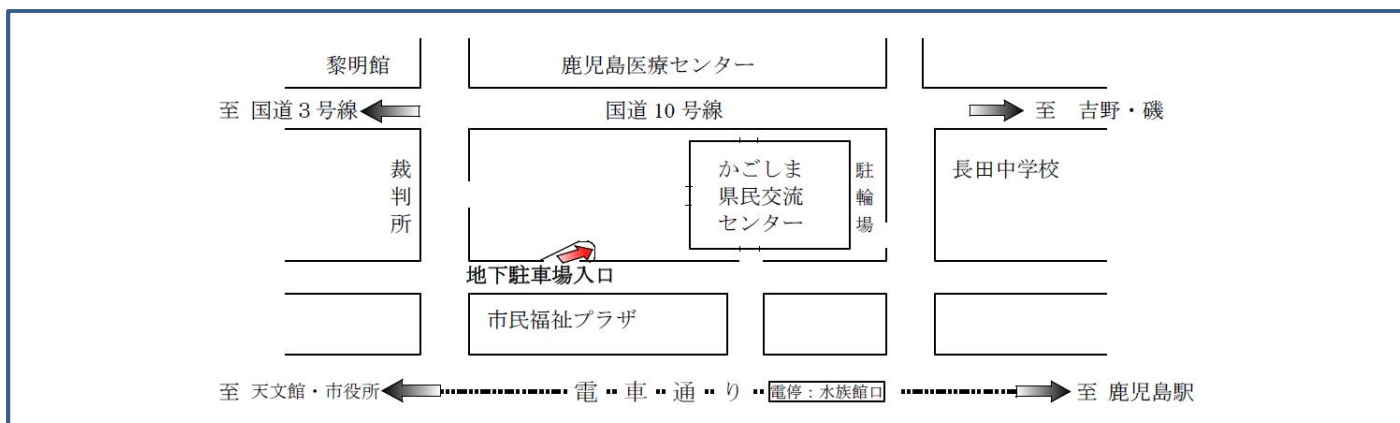 黎明館
鹿児島医療センター
至 国道3号線
国道 10 号線
至 吉野・磯
裁判所
かごしま
県民交流
センター
駐輪場
長田中学校
地下駐車場入口
市民福祉プラザ
至 天文館・市役所
電車通り
電停：水族館口
至 鹿児島駅